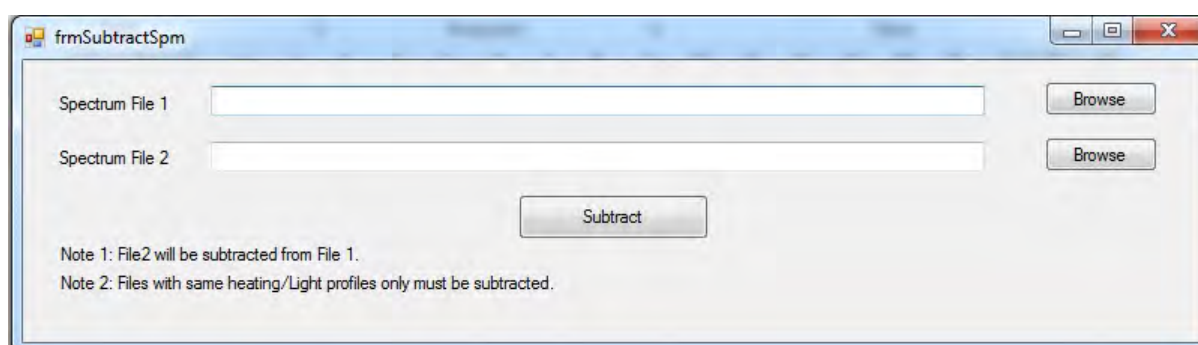 frmSubtractSpm
Spectrum File 1 Browse
Spectrum File 2 Browse
Subtract
Note 1: File2 will be subtracted from File 1.
Note 2: Files with same heating/Light profiles only must be subtracted.